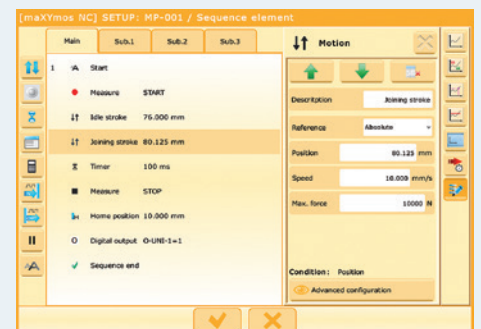 [maXYmos NC] SETUP: MP-001 / Sequence element
Main Sub.1 Sub.2 Sub.3
1 Start
Measure START
Idle stroke 76.000 mm
Joining stroke 80.125 mm
Timer 100 ms
Measure STOP
Home position 10.000 mm
Digital output O-UNI-1=1
Sequence end
Motion
Description Joining stroke
Reference Absolute
Position 80.125 mm
Speed 10.000 mm/s
Max. force 10000 N
Condition: Position
Advanced configuration